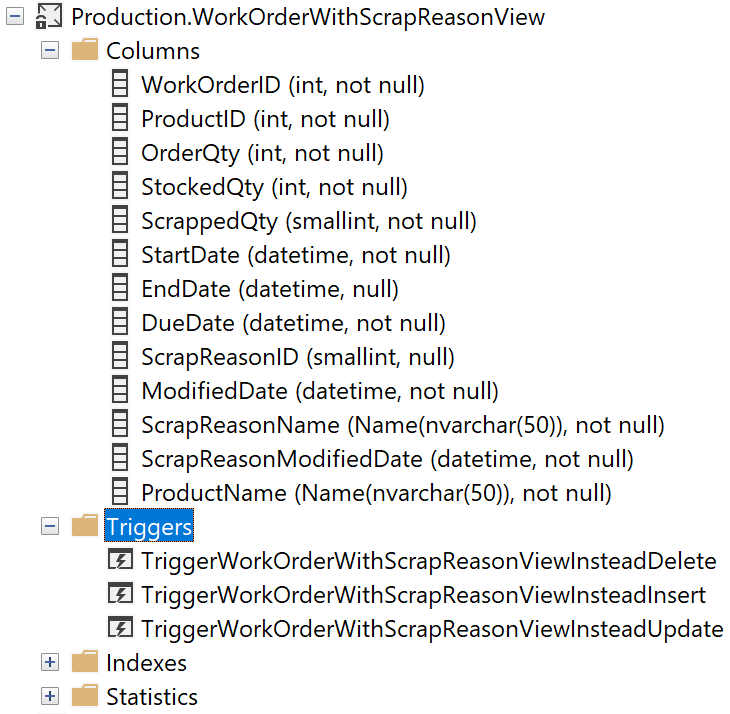 Production.WorkOrderWithScrapReasonView
Columns
WorkOrderID (int, not null)
ProductID (int, not null)
OrderQty (int, not null)
StockedQty (int, not null)
ScrappedQty (smallint, not null)
StartDate (datetime, not null)
EndDate (datetime, null)
DueDate (datetime, not null)
ScrapReasonID (smallint, null)
ModifiedDate (datetime, not null)
ScrapReasonName (Name(nvarchar(50)), not null)
ScrapReasonModifiedDate (datetime, not null)
ProductName (Name(nvarchar(50)), not null)
Triggers
TriggerWorkOrderWithScrapReasonViewInsteadDelete
TriggerWorkOrderWithScrapReasonViewInsteadInsert
TriggerWorkOrderWithScrapReasonViewInsteadUpdate
Indexes
Statistics